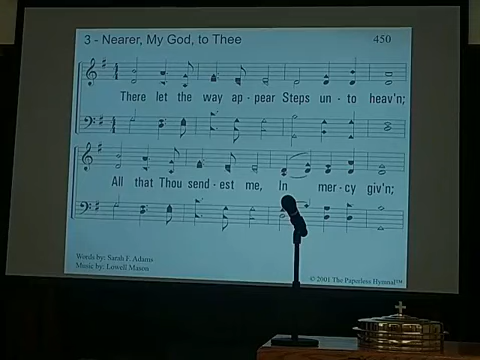 3 - Nearer, My God, to Thee
450
There let the way ap - pear Steps un - to heav'n;
All that Thou send - est me, In mer - cy giv'n;
Words by: Sarah F. Adams
Music by: Lowell Mason
© 2001 The Paperless Hymnal™